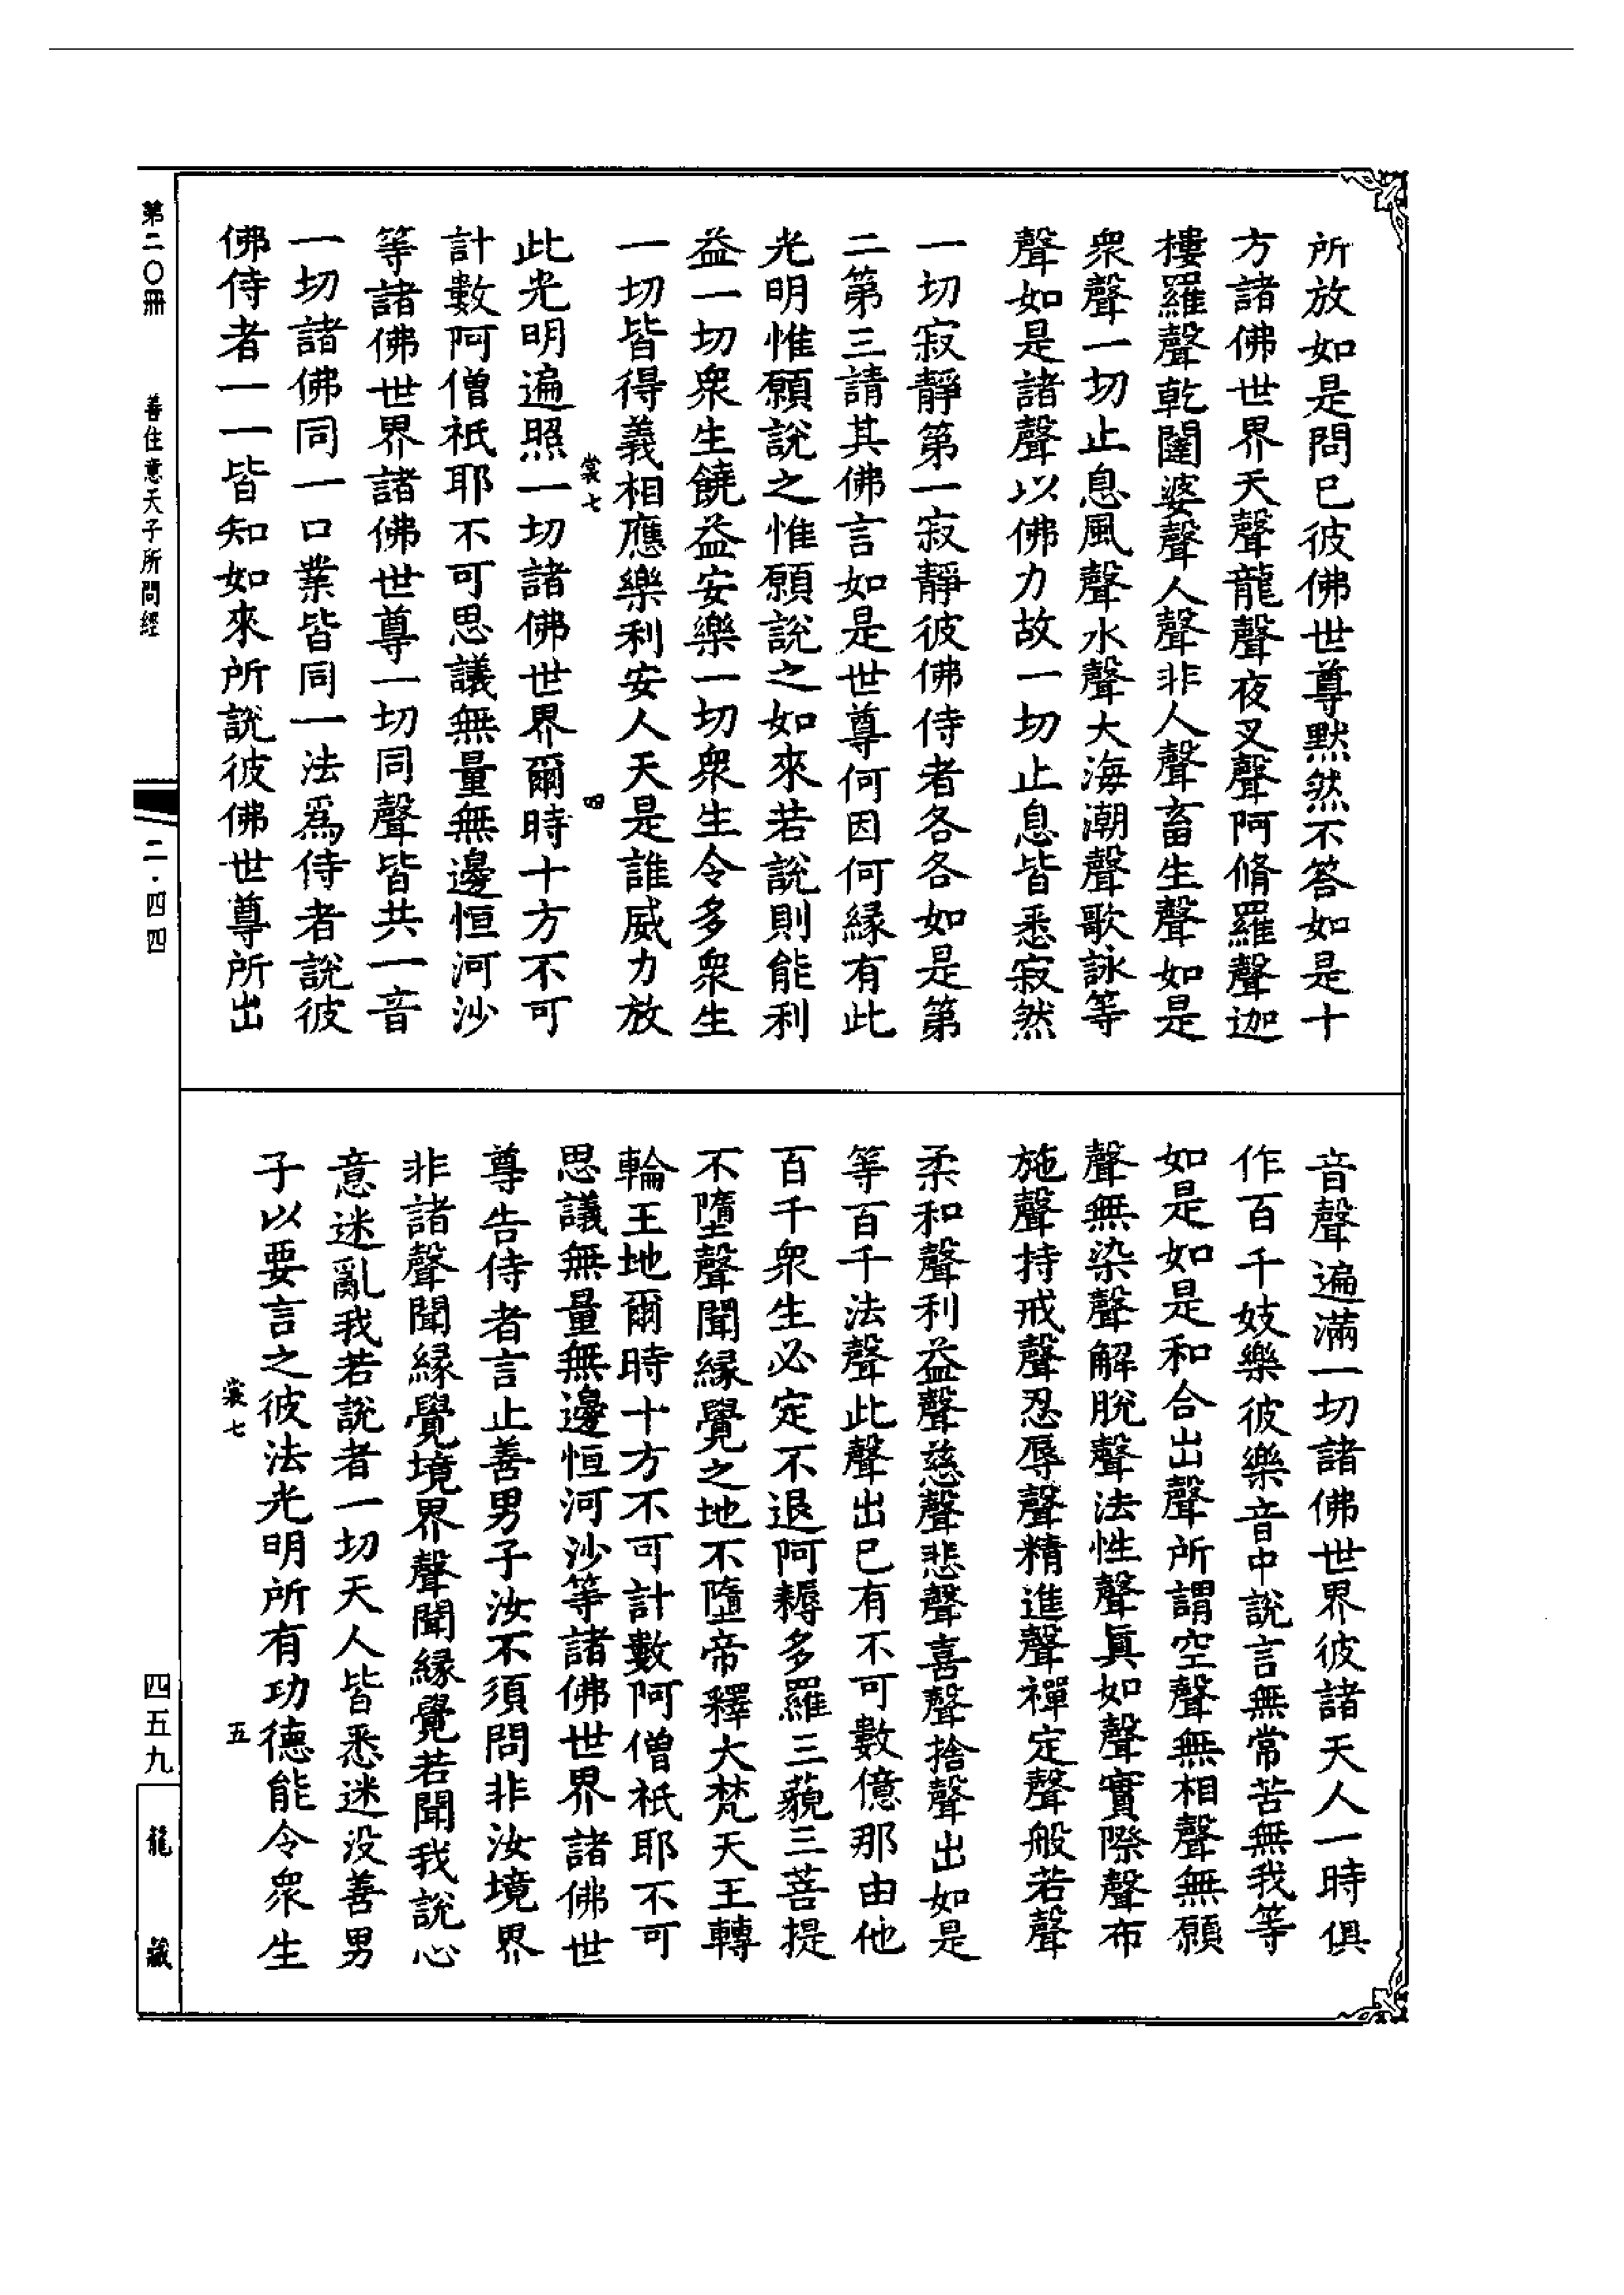 所放如是問已彼佛世尊默然不答如是十
方諸佛世界天聲龍聲夜叉聲阿脩羅聲迦
樓羅聲乾闥婆聲人聲非人聲畜生聲如是
衆聲一切止息風聲水聲大海潮聲歌詠等
聲如是諸聲以佛力故一切止息皆悉寂然
一切寂靜第一寂靜彼佛侍者各各如是第
二第三請其佛言如是世尊何因何緣有此
光明惟願說之惟願說之如來若說則能利
益一切衆生饒益安樂一切衆生令多衆生
一切皆得義相應樂利安人天是誰威力放
裳七 四
此光明遍照一切諸佛世界爾時十方不可
計數阿僧祇耶不可思議無量無邊恒河沙
等諸佛世界諸佛世尊一切同聲皆共一音
一切諸佛同一口業皆同一法爲侍者說彼
佛侍者一一皆知如來所說彼佛世尊所出
音聲遍滿一切諸佛世界彼諸天人一時俱
作百千妓樂彼樂音中說言無常苦無我等
如是如是和合出聲所謂空聲無相聲無願
聲無染聲解脫聲法性聲眞如聲實際聲布
施聲持戒聲忍辱聲精進聲禪定聲般若聲
柔和聲利益聲慈聲悲聲喜聲捨聲出如是
等百千法聲此聲出已有不可數億那由他
百千衆生必定不退阿耨多羅三藐三菩提
不墮聲聞緣覺之地不墮帝釋大梵天王轉
輪王地爾時十方不可計數阿僧祇耶不可
思議無量無邊恒河沙等諸佛世界諸佛世
尊告侍者言止善男子汝不須問非汝境界
非諸聲聞緣覺境界聲聞緣覺若聞我說心
意迷亂我若說者一切天人皆悉迷没善男
子以要言之彼法光明所有功德能令衆生
裳七 五
第二〇冊 善住意天子所問經 二·四四 四五九 龍藏